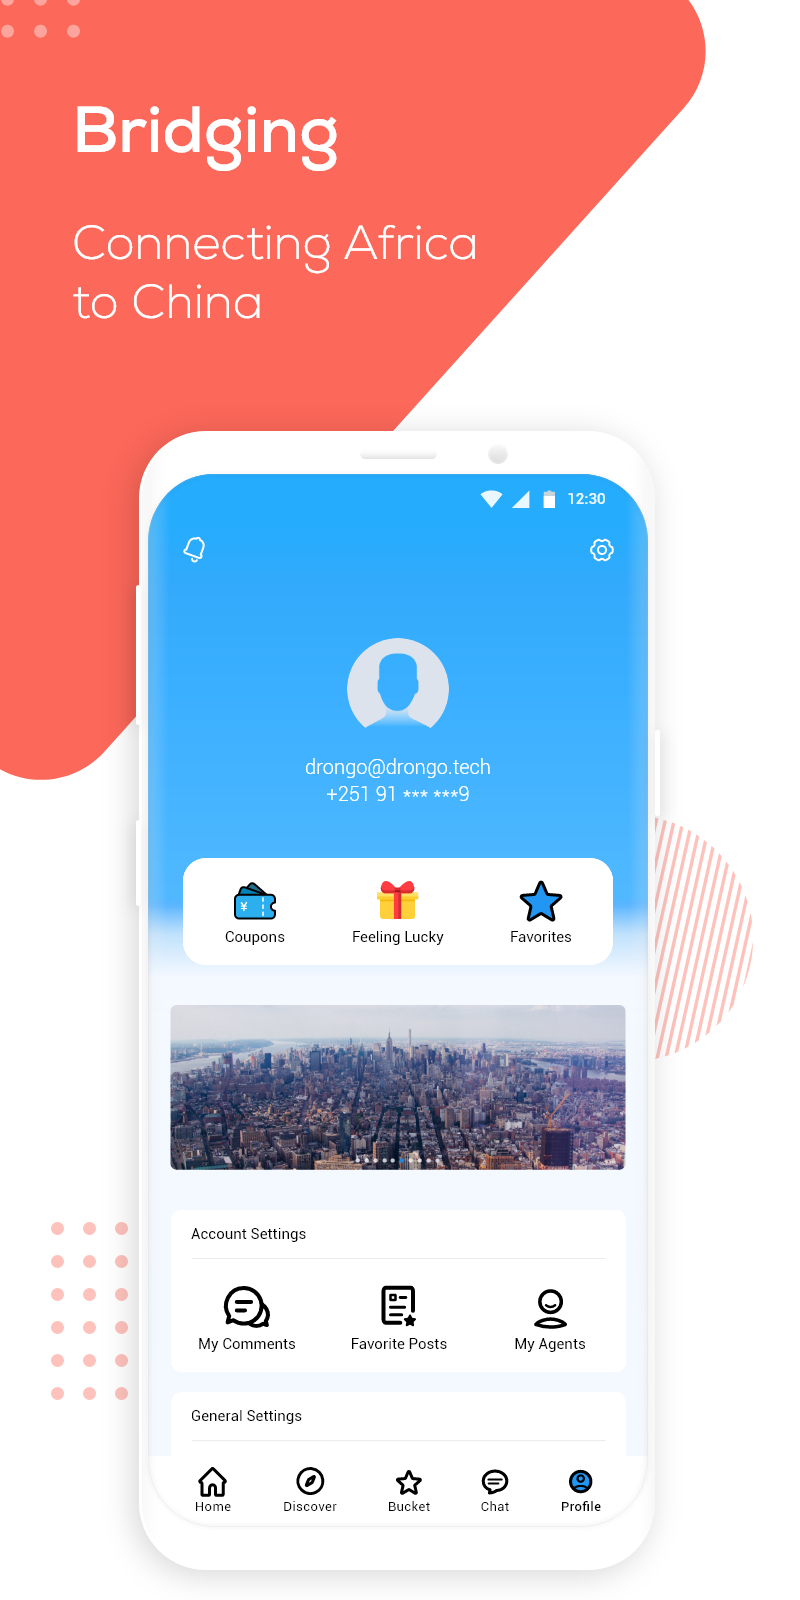 Bridging
Connecting Africa
to China
12:30
drongo@drongo.tech
+251 91 *** ***9
¥
Coupons
Feeling Lucky
Favorites
Account Settings
My Comments
Favorite Posts
My Agents
General Settings
Home
Discover
Bucket
Chat
Profile